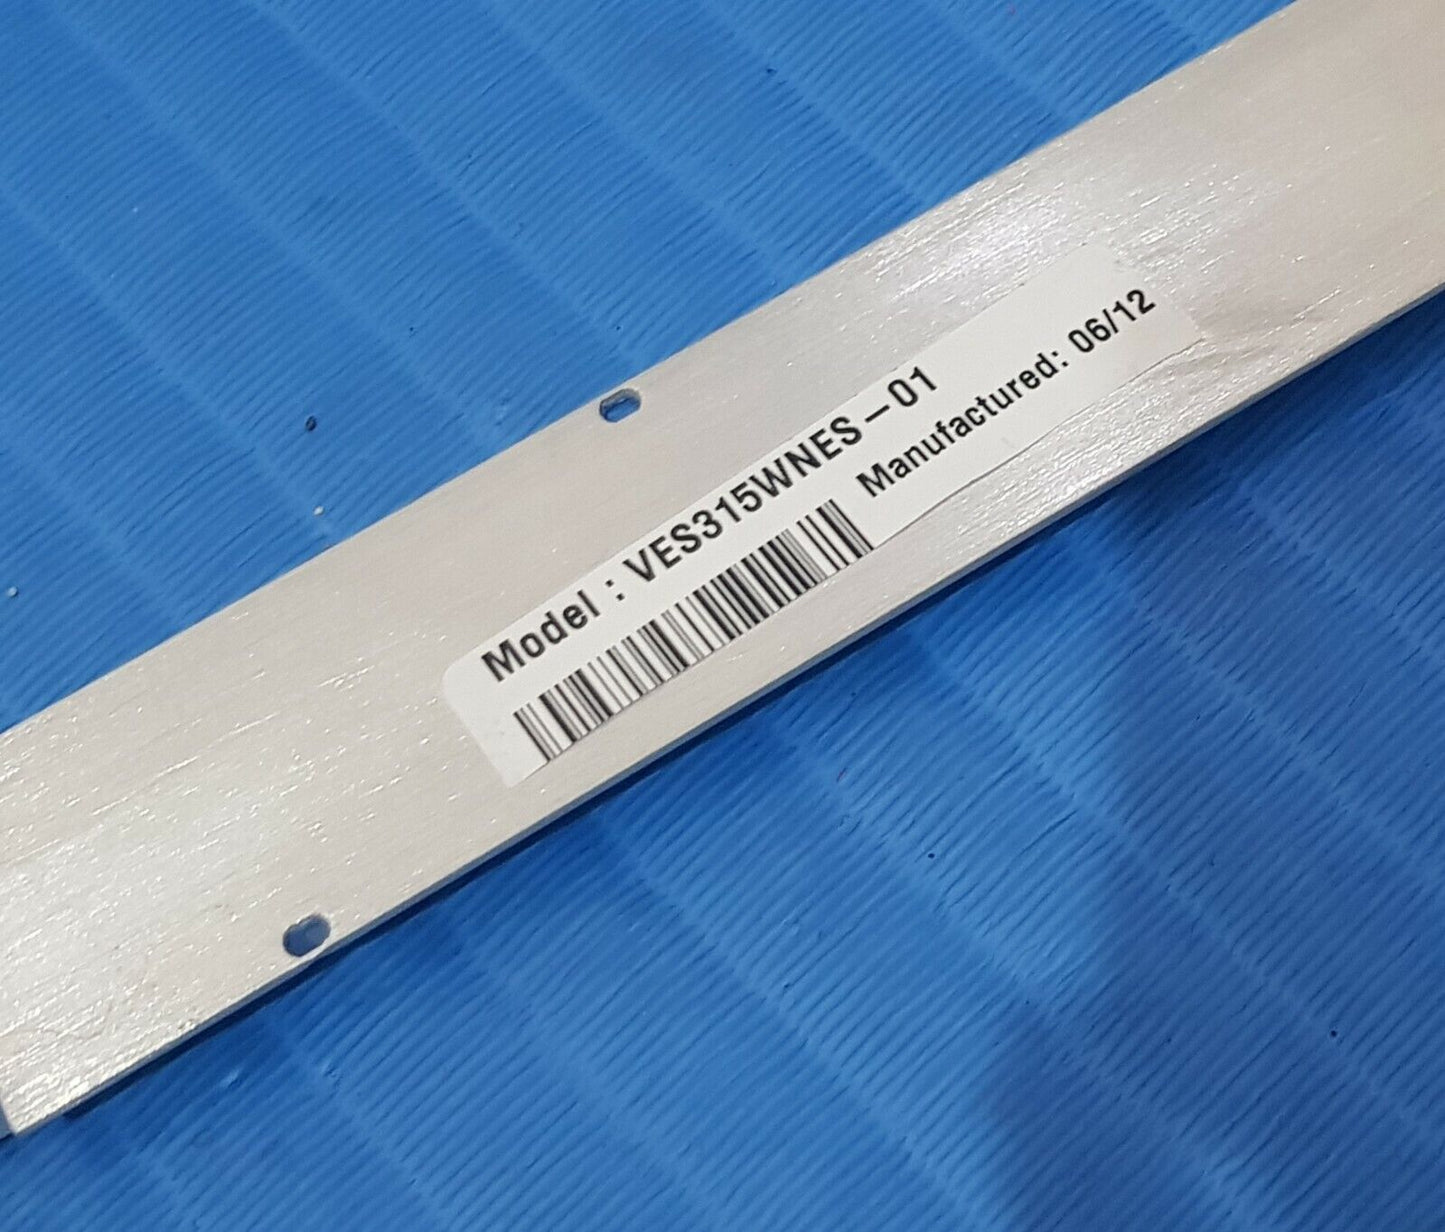 Model : VES315WNES-01
Manufactured: 06/12